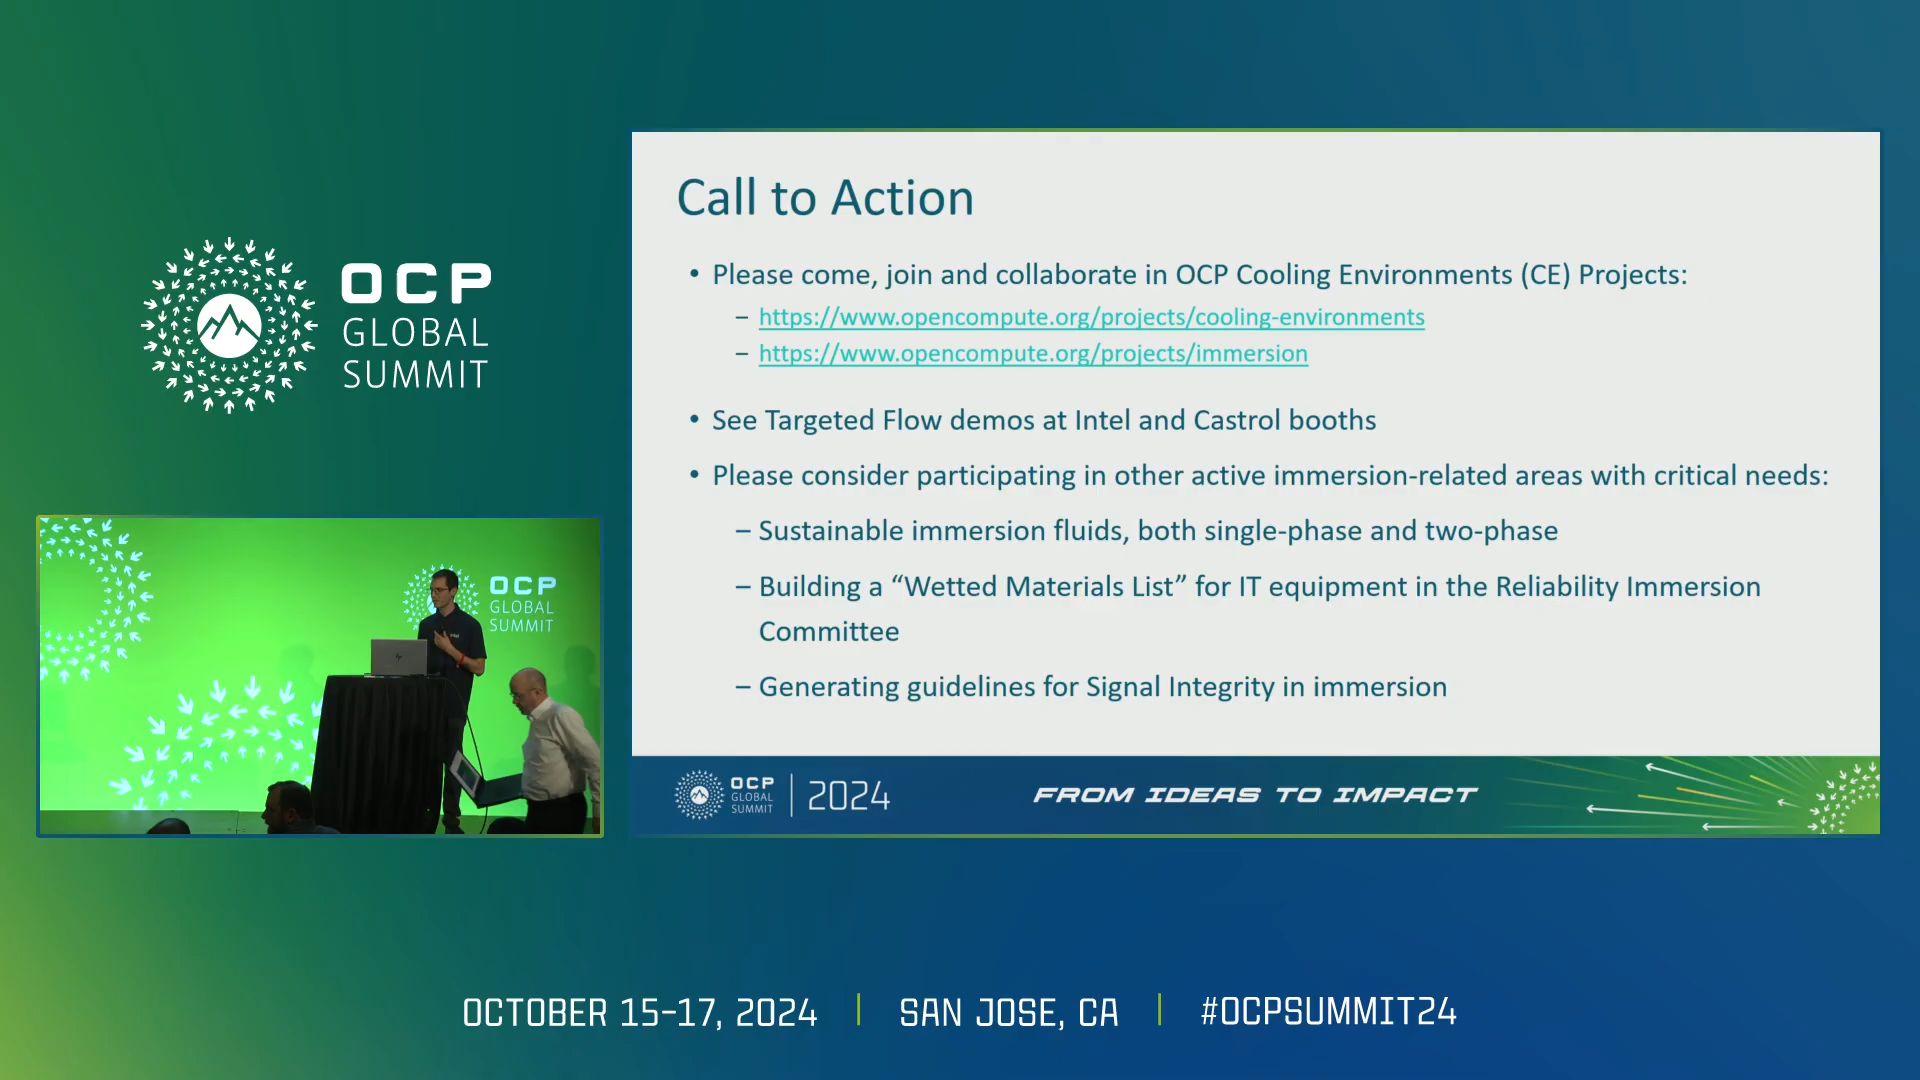 OCP
GLOBAL
SUMMIT
Call to Action
• Please come, join and collaborate in OCP Cooling Environments (CE) Projects:
– https://www.opencompute.org/projects/cooling-environments
– https://www.opencompute.org/projects/immersion
• See Targeted Flow demos at Intel and Castrol booths
• Please consider participating in other active immersion-related areas with critical needs:
– Sustainable immersion fluids, both single-phase and two-phase
– Building a “Wetted Materials List” for IT equipment in the Reliability Immersion
Committee
– Generating guidelines for Signal Integrity in immersion
OCP
GLOBAL
SUMMIT
2024
FROM IDEAS TO IMPACT
OCP
GLOBAL
SUMMIT
intel
OCTOBER 15-17, 2024 | SAN JOSE, CA | #OCPSUMMIT24